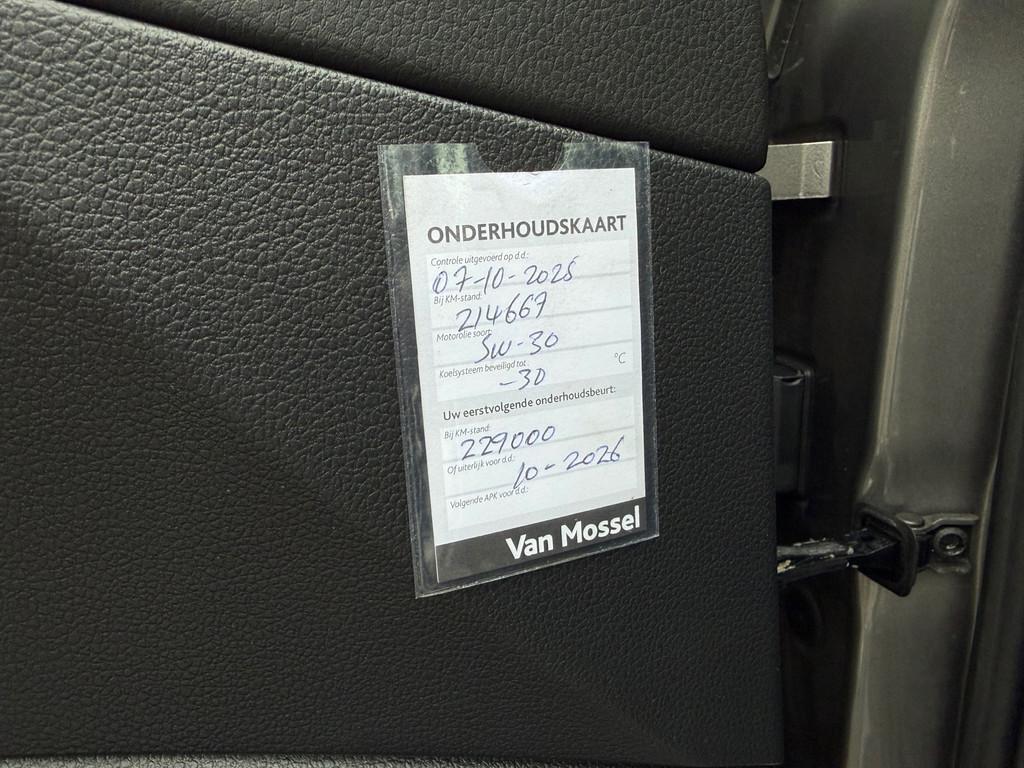 ONDERHOUDSKAART
Controle uitgevoerd op d.d.:
07-10-2025
Bij KM-stand:
214667
Motorolie soort:
5W-30
Koelsysteem beveiligd tot
-30 °C
Uw eerstvolgende onderhoudsbeurt:
Bij KM-stand:
229000
Of uiterlijk voor d.d.:
10-2026
Volgende APK voor d.d.:
Van Mossel